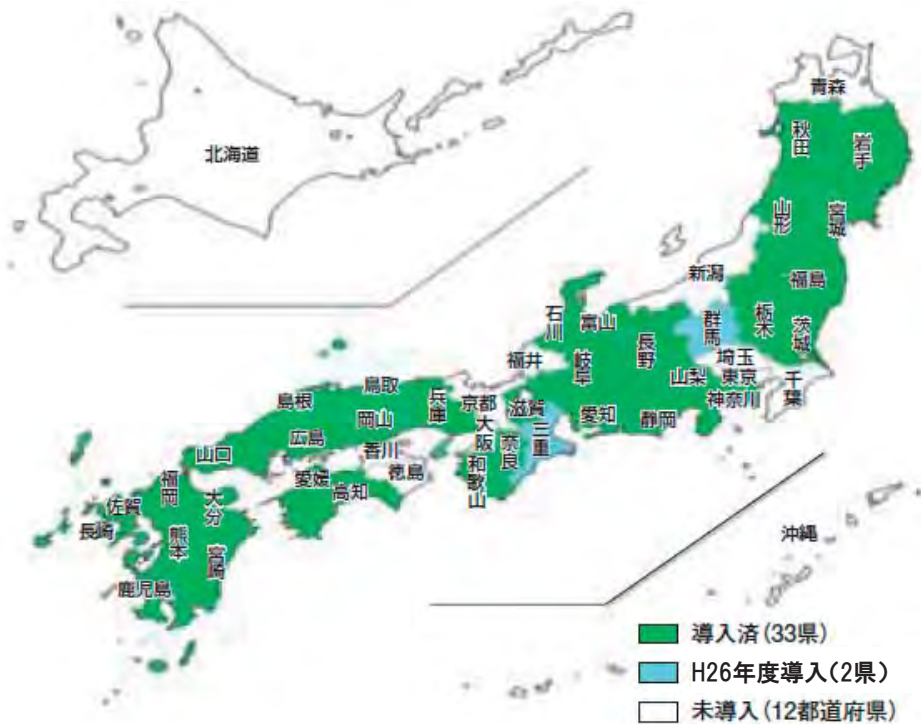 北海道
青森
秋田
岩手
山形
宮城
新潟
福島
石川
富山
群馬
栃木
茨城
福井
岐阜
長野
埼玉
山梨
東京
千葉
神奈川
鳥取
兵庫
京都
滋賀
島根
岡山
大阪
奈良
三重
愛知
静岡
広島
香川
山口
徳島
和歌山
愛媛
高知
福岡
大分
佐賀
長崎
熊本
宮崎
鹿児島
沖縄
導入済(33県)
H26年度導入(2県)
未導入(12都道府県)